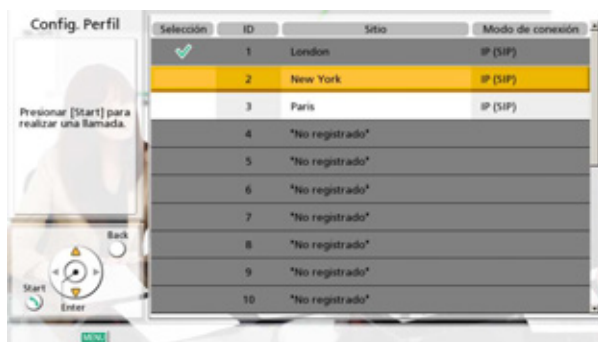 Config. Perfil
Presionar [Start] para
realizar una llamada.
Back
Start
Enter
MENU
Selección ID Sitio Modo de conexión
1 London IP (SIP)
2 New York IP (SIP)
3 Paris IP (SIP)
4 *No registrado*
5 *No registrado*
6 *No registrado*
7 *No registrado*
8 *No registrado*
9 *No registrado*
10 *No registrado*